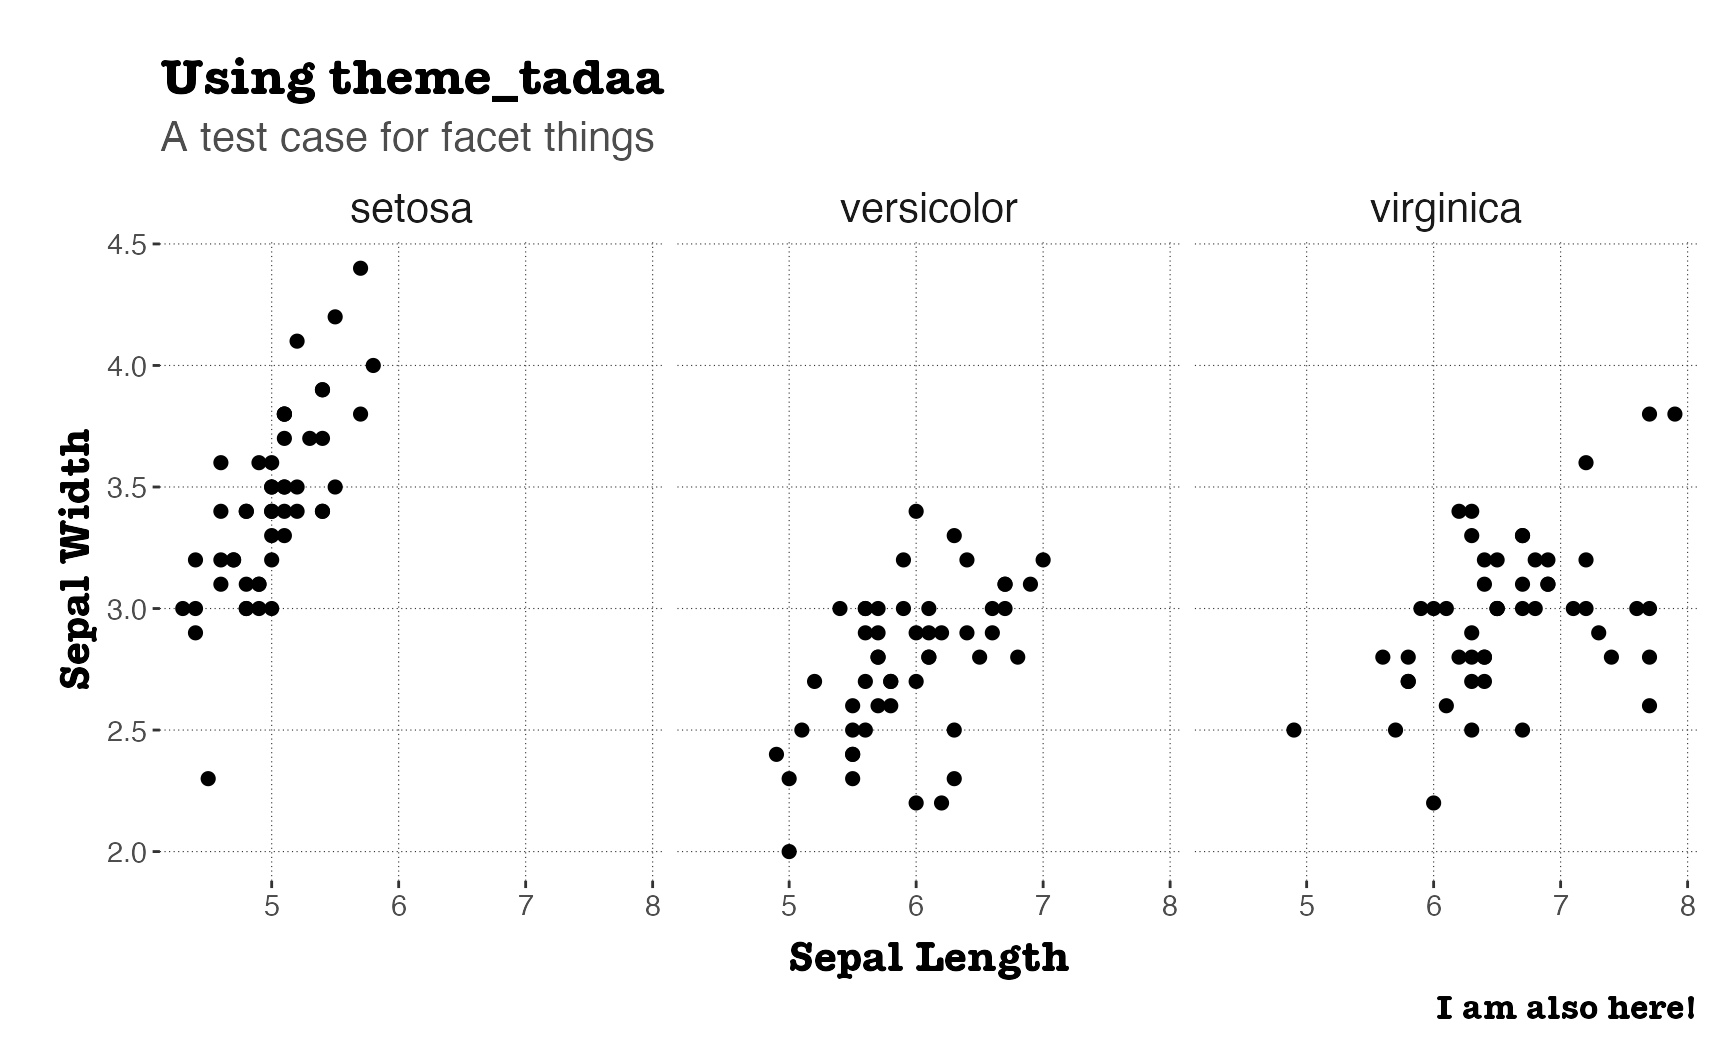 Using theme_tadaa
A test case for facet things
setosa versicolor virginica
4.5
4.0
3.5
3.0
2.5
2.0
Sepal Width
5 6 7 8 5 6 7 8 5 6 7 8
Sepal Length
I am also here!